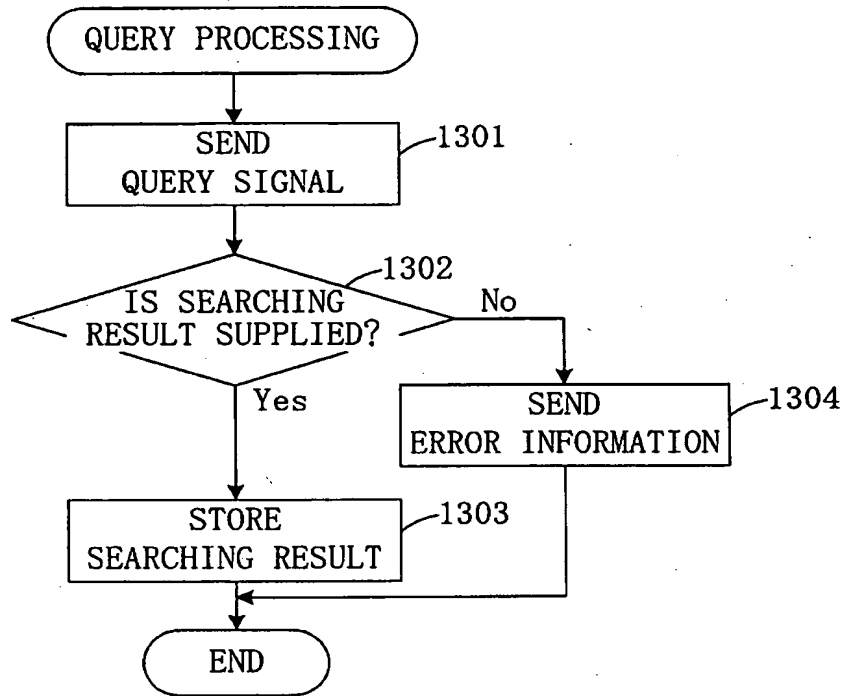 QUERY PROCESSING
SEND
QUERY SIGNAL
1301
IS SEARCHING
RESULT SUPPLIED?
1302
No
Yes
SEND
ERROR INFORMATION
1304
STORE
SEARCHING RESULT
1303
END